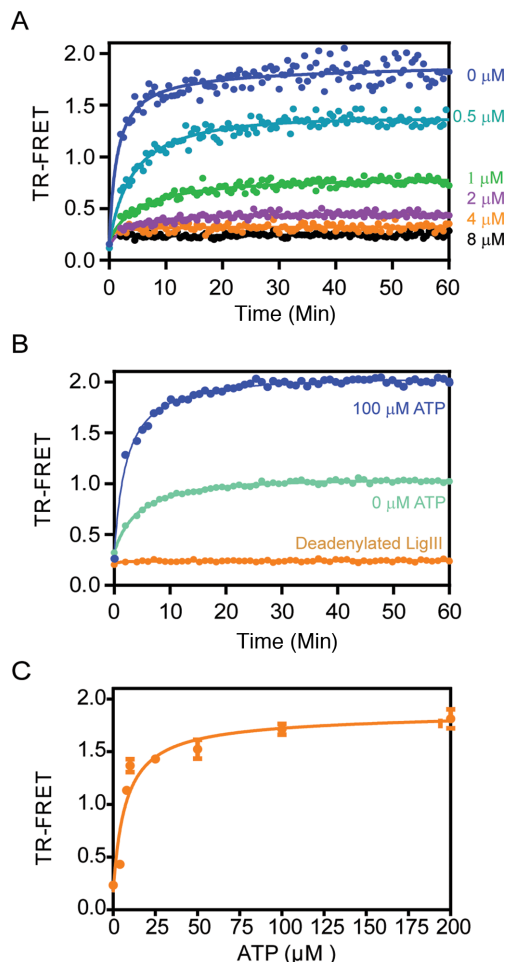 A
TR-FRET
2.0
1.5
1.0
0.5
0.0
0 10 20 30 40 50 60
Time (Min)
0 µM
0.5 µM
1 µM
2 µM
4 µM
8 µM
B
TR-FRET
2.0
1.5
1.0
0.5
0.0
0 10 20 30 40 50 60
Time (Min)
100 µM ATP
0 µM ATP
Deadenylated LigIII
C
TR-FRET
2.0
1.5
1.0
0.5
0.0
0 25 50 75 100 125 150 175 200
ATP (µM )